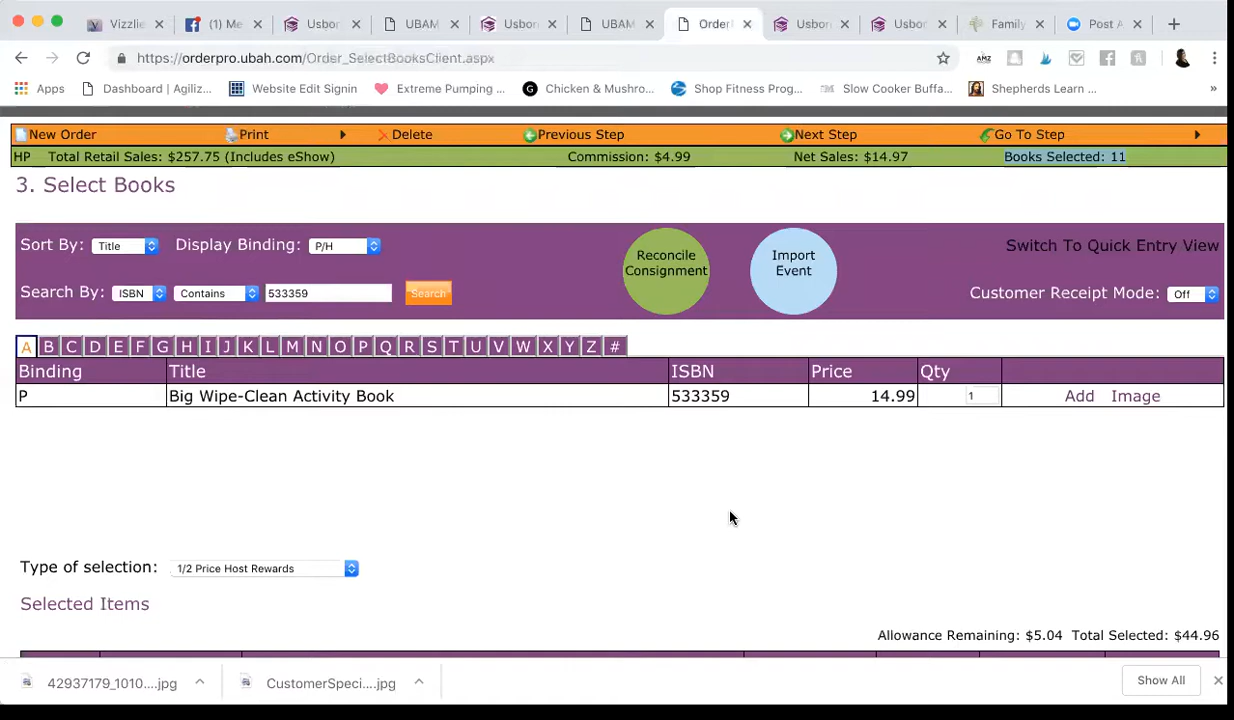 Vizzlie
(1) Me
Usbor
UBAM
Usbor
UBAM
Order
Usbor
Usbor
Family
Post A
https://orderpro.ubah.com/Order_SelectBooksClient.aspx
Apps
Dashboard | Agiliz...
Website Edit Signin
Extreme Pumping ...
Chicken & Mushro...
Shop Fitness Prog...
Slow Cooker Buffa...
Shepherds Learn ...
»
New Order Print Delete Previous Step Next Step Go To Step
HP Total Retail Sales: $257.75 (Includes eShow) Commission: $4.99 Net Sales: $14.97 Books Selected: 11
3. Select Books
Sort By: Title Display Binding: P/H
Reconcile
Consignment
Import
Event
Switch To Quick Entry View
Search By: ISBN Contains 533359 Search
Customer Receipt Mode: Off
A B C D E F G H I J K L M N O P Q R S T U V W X Y Z #
Binding Title ISBN Price Qty
P Big Wipe-Clean Activity Book 533359 14.99 1 Add Image
Type of selection: 1/2 Price Host Rewards
Selected Items
Allowance Remaining: $5.04 Total Selected: $44.96
42937179_1010....jpg
CustomerSpeci....jpg
Show All